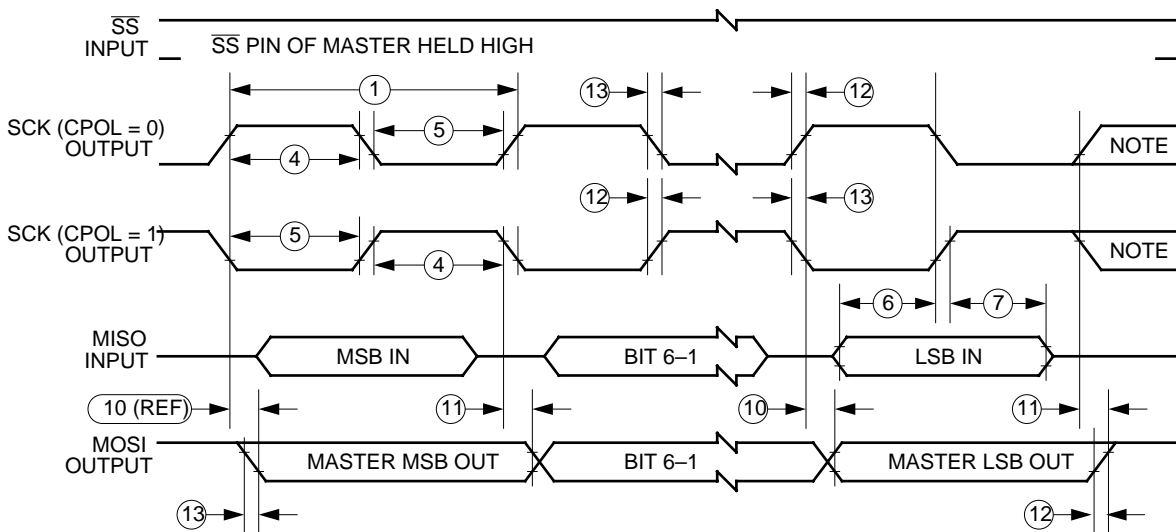 SS
INPUT
SS PIN OF MASTER HELD HIGH
1
13
12
SCK (CPOL = 0)
OUTPUT
5
4
NOTE
12
13
SCK (CPOL = 1)
OUTPUT
5
4
NOTE
6
7
MISO
INPUT
MSB IN
BIT 6–1
LSB IN
10 (REF)
11
10
11
MOSI
OUTPUT
MASTER MSB OUT
BIT 6–1
MASTER LSB OUT
13
12